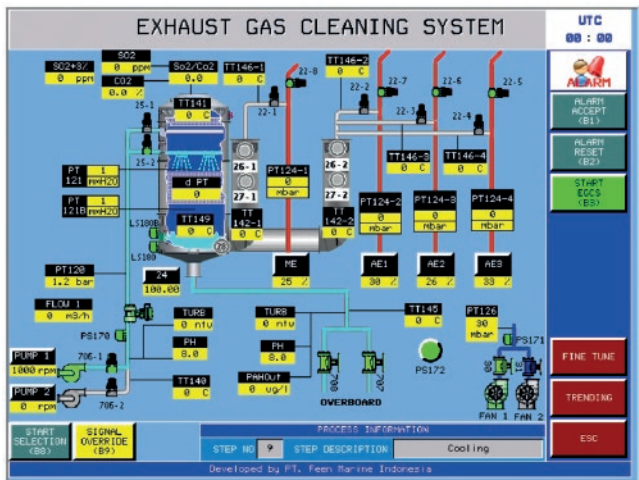 EXHAUST GAS CLEANING SYSTEM
UTC
00 : 00
ALARM
ALARM
ACCEPT
(B1)
ALARM
RESET
(B2)
START
EGCS
(B3)
FINE TUNE
TRENDING
ESC
SO2+3%
0 ppm
SO2
0 ppm
CO2
0.0 %
So2/Co2
0.0
TT146-1
0 C
22-8
TT146-2
0 C
22-7
22-6
22-5
25-1
TT141
0 C
22-1
22-2
22-3
22-4
25-2
TT146-3
0 C
TT146-4
0 C
26-1
26-2
PT
121
1
mmH2O
d PT
0
27-1
27-2
PT124-1
0
mbar
PT124-2
0
mbar
PT124-3
0
mbar
PT124-4
0
mbar
PT
121B
1
mmH2O
TT149
0 C
TT
142-1
0 C
TT
142-2
0 C
LS180B
LS180
28
PT120
1.2 bar
24
100.00
ME
25 %
AE1
30 %
AE2
26 %
AE3
33 %
FLOW 1
0 m3/h
TURB
0 ntu
TURB
0 ntu
TT145
0 C
PT126
30
mbar
PS170
PH
8.0
PH
8.0
PS171
PS172
PUMP 1
1000 rpm
706-1
PAHOut
0 ug/l
708
707
30
PUMP 2
0 rpm
706-2
TT140
0 C
OVERBOARD
FAN 1
FAN 2
START
SELECTION
(B8)
SIGNAL
OVERRIDE
(B9)
PROCESS INFORMATION
STEP NO 9 STEP DESCRIPTION Cooling
Developed by PT. Feen Marine Indonesia